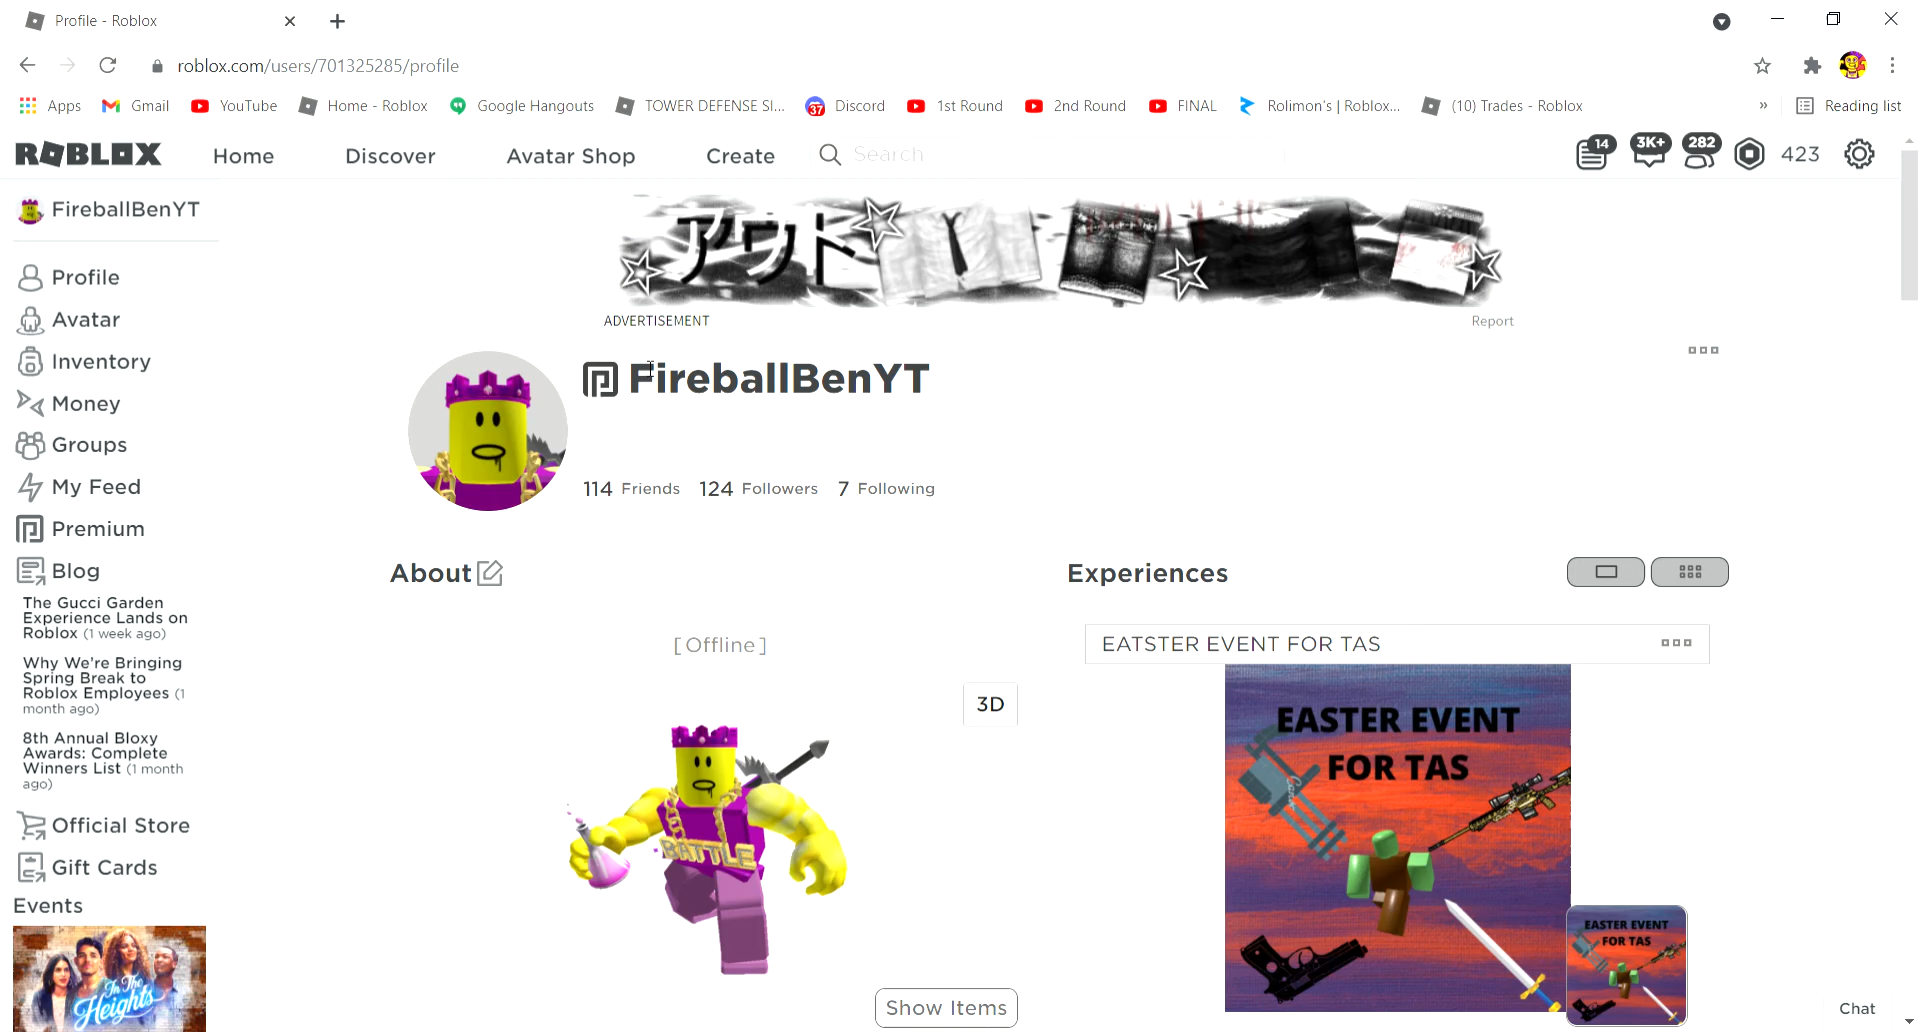 Profile - Roblox
roblox.com/users/701325285/profile
Apps Gmail YouTube Home - Roblox Google Hangouts TOWER DEFENSE SI... 37 Discord 1st Round 2nd Round FINAL Rolimon's | Roblox... (10) Trades - Roblox » Reading list
ROBLOX Home Discover Avatar Shop Create Search 14 3K+ 282 423
FireballBenYT
アウト
ADVERTISEMENT Report
Profile
Avatar
Inventory
Money
Groups
My Feed
Premium
Blog
The Gucci Garden
Experience Lands on
Roblox (1 week ago)
Why We're Bringing
Spring Break to
Roblox Employees (1
month ago)
8th Annual Bloxy
Awards: Complete
Winners List (1 month
ago)
Official Store
Gift Cards
Events
In The
Heights
FireballBenYT
114 Friends 124 Followers 7 Following
About
[ Offline ]
3D
BATTLE
Show Items
Experiences
EATSTER EVENT FOR TAS
EASTER EVENT
FOR TAS
EASTER EVENT
FOR TAS
Chat